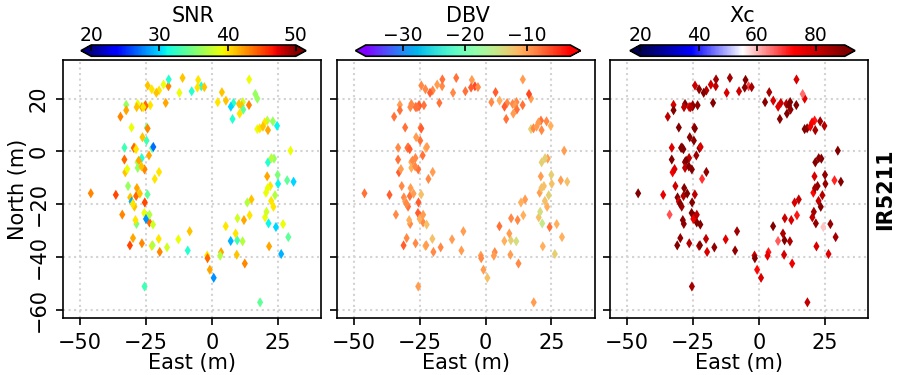 SNR DBV Xc
20 30 40 50 −30 −20 −10 20 40 60 80
North (m)
20
0
−20
−40
−60
−50 −25 0 25 −50 −25 0 25 −50 −25 0 25
East (m) East (m) East (m)
IR5211